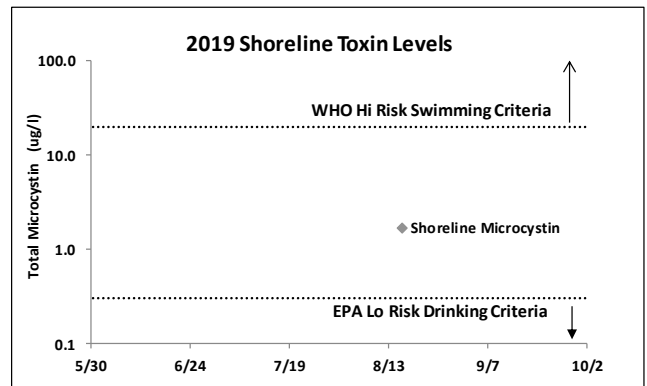 2019 Shoreline Toxin Levels
100.0
WHO Hi Risk Swimming Criteria
10.0
Total Microcystin (ug/l)
Shoreline Microcystin
1.0
EPA Lo Risk Drinking Criteria
0.1
5/30 6/24 7/19 8/13 9/7 10/2